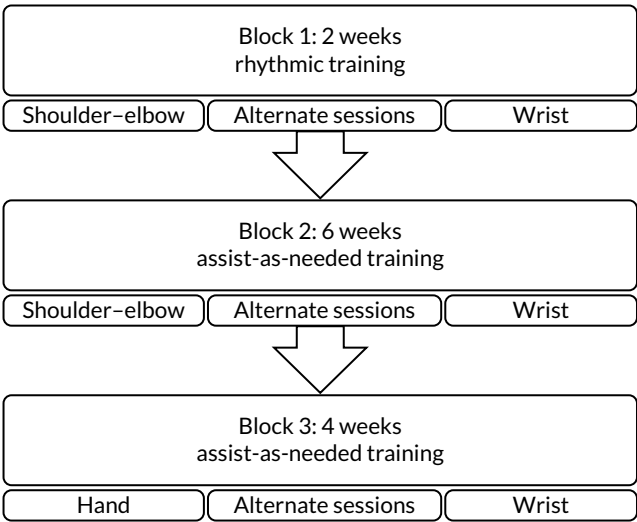 Block 1: 2 weeks
rhythmic training
Shoulder–elbow Alternate sessions Wrist
Block 2: 6 weeks
assist-as-needed training
Shoulder–elbow Alternate sessions Wrist
Block 3: 4 weeks
assist-as-needed training
Hand Alternate sessions Wrist